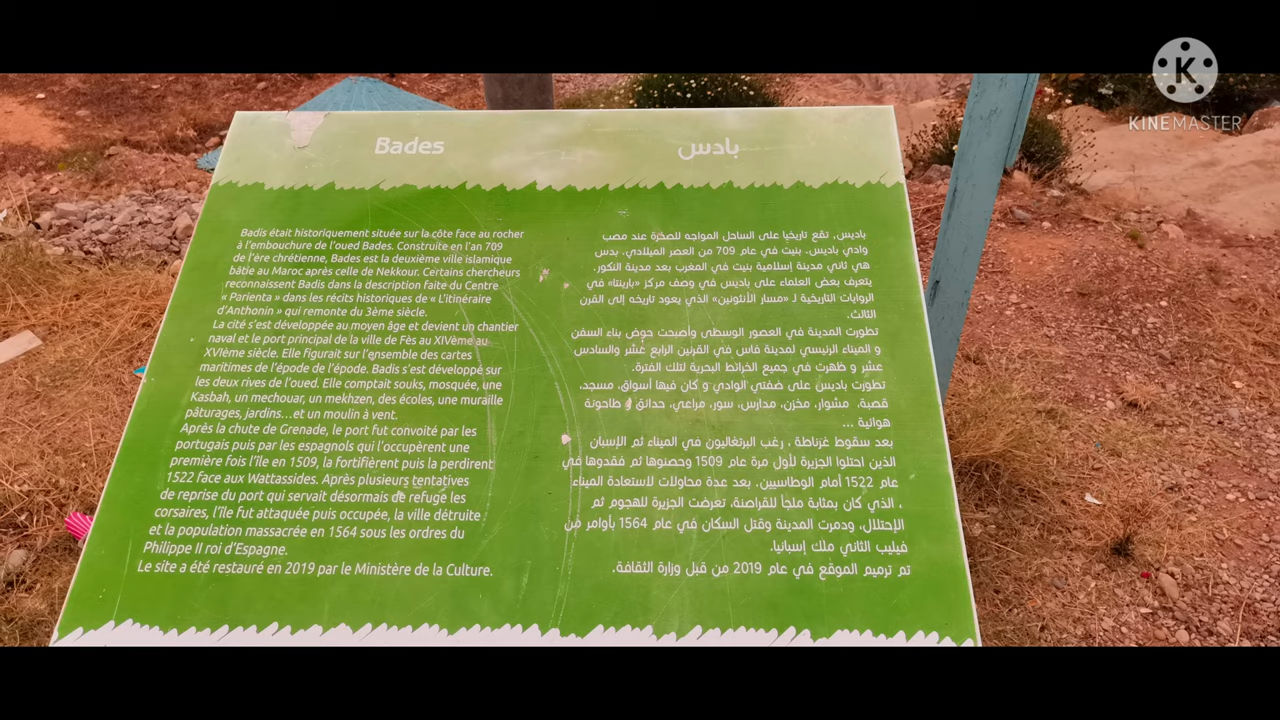 Bades
Badis était historiquement située sur la côte face au rocher
à l'embouchure de l'oued Bades. Construite en l'an 709
de l'ère chrétienne, Bades est la deuxième ville islamique
bâtie au Maroc après celle de Nekkour. Certains chercheurs
reconnaissent Badis dans la description faite du Centre
« Parienta » dans les récits historiques de « L'itinéraire
d'Anthonin » qui remonte du 3ème siècle.
La cité s'est développée au moyen âge et devient un chantier
naval et le port principal de la ville de Fès au XIVème au
XVIème siècle. Elle figurait sur l'ensemble des cartes
maritimes de l'épode de l'épode. Badis s'est développé sur
les deux rives de l'oued. Elle comptait souks, mosquée, une
Kasbah, un mechouar, un mekhzen, des écoles, une muraille
pâturages, jardins...et un moulin à vent.
Après la chute de Grenade, le port fut convoité par les
portugais puis par les espagnols qui l'occupèrent une
première fois l'île en 1509, la fortifièrent puis la perdirent
1522 face aux Wattassides. Après plusieurs tentatives
de reprise du port qui servait désormais de refuge les
corsaires, l'île fut attaquée puis occupée, la ville détruite
et la population massacrée en 1564 sous les ordres du
Philippe II roi d'Espagne.
Le site a été restauré en 2019 par le Ministère de la Culture.
بادس
باديس, تقع تاريخيا على الساحل المواجه للصخرة عند مصب
وادي باديس. بنيت في عام 709 من العصر الميلادي. بدس
هي ثاني مدينة إسلامية بنيت في المغرب بعد مدينة النكور.
يتعرف بعض العلماء على باديس في وصف مركز «بارينتا» في
الروايات التاريخية لـ «مسار الأنثونين» الذي يعود تاريخه إلى القرن
الثالث.
تطورت المدينة في العصور الوسطى وأصبحت حوض بناء السفن
و الميناء الرئيسي لمدينة فاس في القرنين الرابع عشر والسادس
عشر و ظهرت في جميع الخرائط البحرية لتلك الفترة.
تطورت باديس على ضفتي الوادي و كان فيها أسواق، مسجد،
قصبة، مشوار، مخزن، مدارس، سور، مراعي، حدائق و طاحونة
هوائية ...
بعد سقوط غرناطة ، رغب البرتغاليون في الميناء ثم الإسبان
الذين احتلوا الجزيرة لأول مرة عام 1509 وحصنوها ثم فقدوها في
عام 1522 أمام الوطاسيين. بعد عدة محاولات لاستعادة الميناء
، الذي كان بمثابة ملجأ للقراصنة، تعرضت الجزيرة للهجوم ثم
الإحتلال، ودمرت المدينة وقتل السكان في عام 1564 بأوامر من
فيليب الثاني ملك إسبانيا.
تم ترميم الموقع في عام 2019 من قبل وزارة الثقافة.
K
KINEMASTER